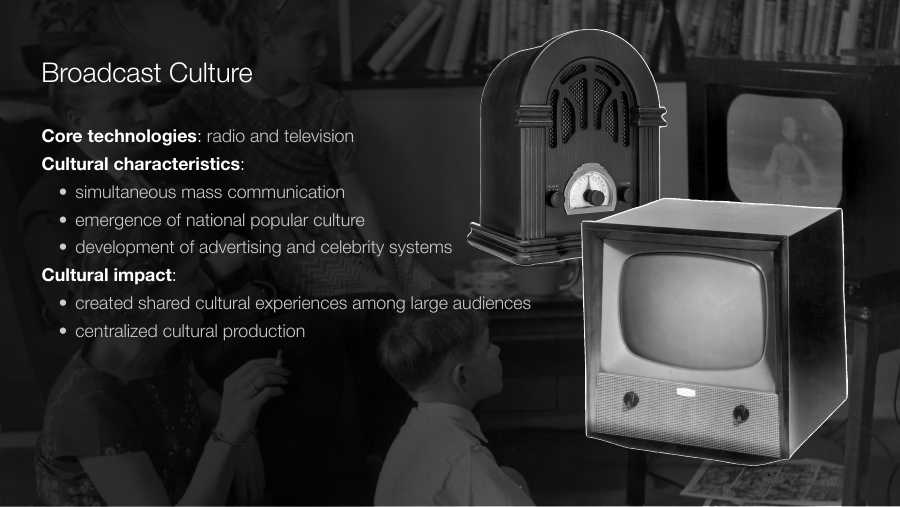 Broadcast Culture
Core technologies: radio and television
Cultural characteristics:
• simultaneous mass communication
• emergence of national popular culture
• development of advertising and celebrity systems
Cultural impact:
• created shared cultural experiences among large audiences
• centralized cultural production